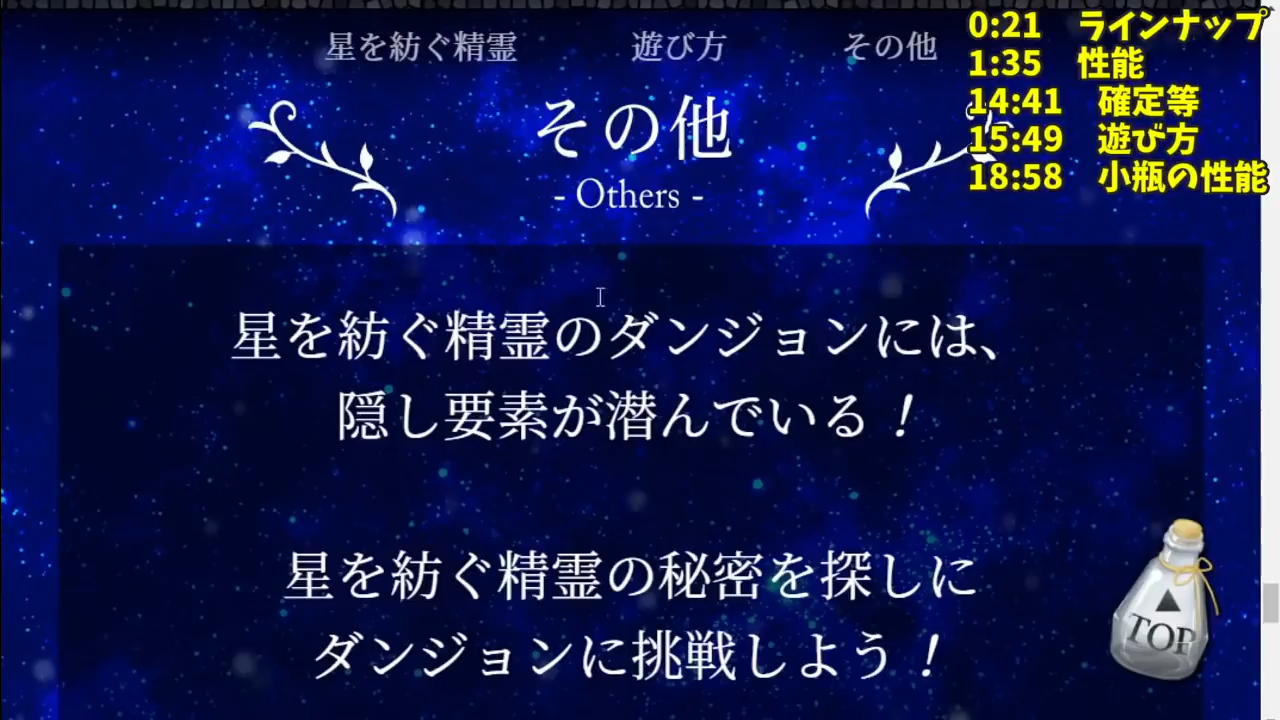 星を紡ぐ精霊 遊び方 その他
0:21 ラインナップ
1:35 性能
14:41 確定等
15:49 遊び方
18:58 小瓶の性能
その他
- Others -
星を紡ぐ精霊のダンジョンには、
隠し要素が潜んでいる！
星を紡ぐ精霊の秘密を探しに
ダンジョンに挑戦しよう！
▲
TOP